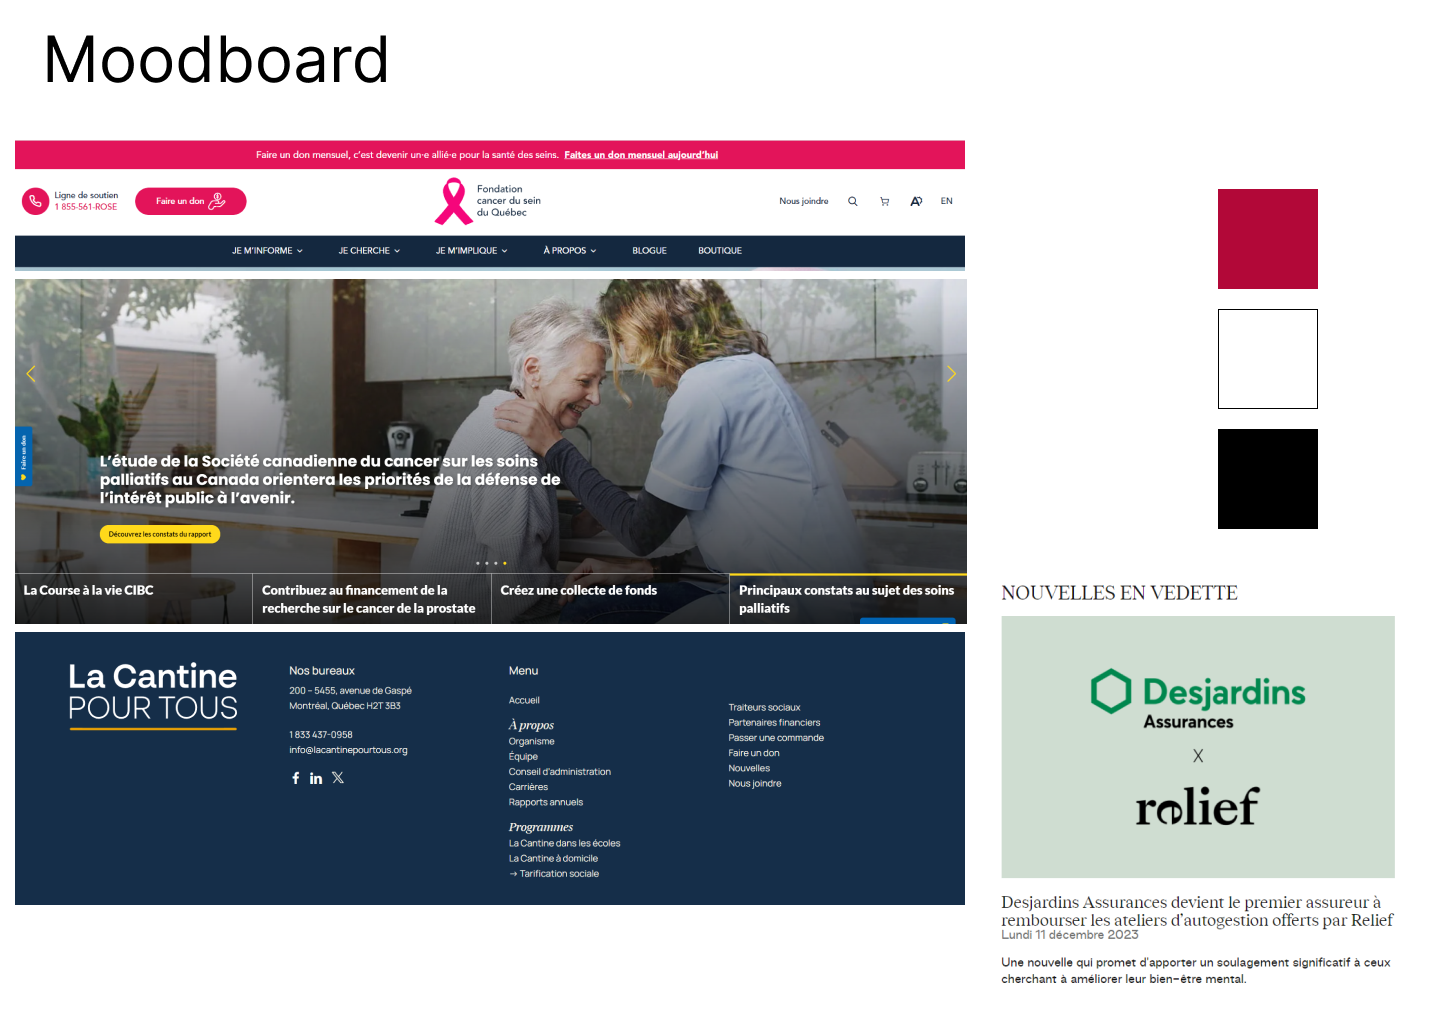 Moodboard
Faire un don mensuel, c'est devenir un·e allié·e pour la santé des seins. Faites un don mensuel aujourd'hui
Ligne de soutien
1 855-561-ROSE
Faire un don
Fondation
cancer du sein
du Québec
Nous joindre
EN
JE M'INFORME
JE CHERCHE
JE M'IMPLIQUE
À PROPOS
BLOGUE
BOUTIQUE
Faire un don
L'étude de la Société canadienne du cancer sur les soins
palliatifs au Canada orientera les priorités de la défense de
l'intérêt public à l'avenir.
Découvrez les constats du rapport
La Course à la vie CIBC
Contribuez au financement de la
recherche sur le cancer de la prostate
Créez une collecte de fonds
Principaux constats au sujet des soins
palliatifs
La Cantine
POUR TOUS
Nos bureaux
200 – 5455, avenue de Gaspé
Montréal, Québec H2T 3B3
1 833 437-0958
info@lacantinepourtous.org
Menu
Accueil
À propos
Organisme
Équipe
Conseil d'administration
Carrières
Rapports annuels
Programmes
La Cantine dans les écoles
La Cantine à domicile
→ Tarification sociale
Traiteurs sociaux
Partenaires financiers
Passer une commande
Faire un don
Nouvelles
Nous joindre
NOUVELLES EN VEDETTE
Desjardins
Assurances
X
relief
Desjardins Assurances devient le premier assureur à
rembourser les ateliers d'autogestion offerts par Relief
Lundi 11 décembre 2023
Une nouvelle qui promet d'apporter un soulagement significatif à ceux
cherchant à améliorer leur bien-être mental.